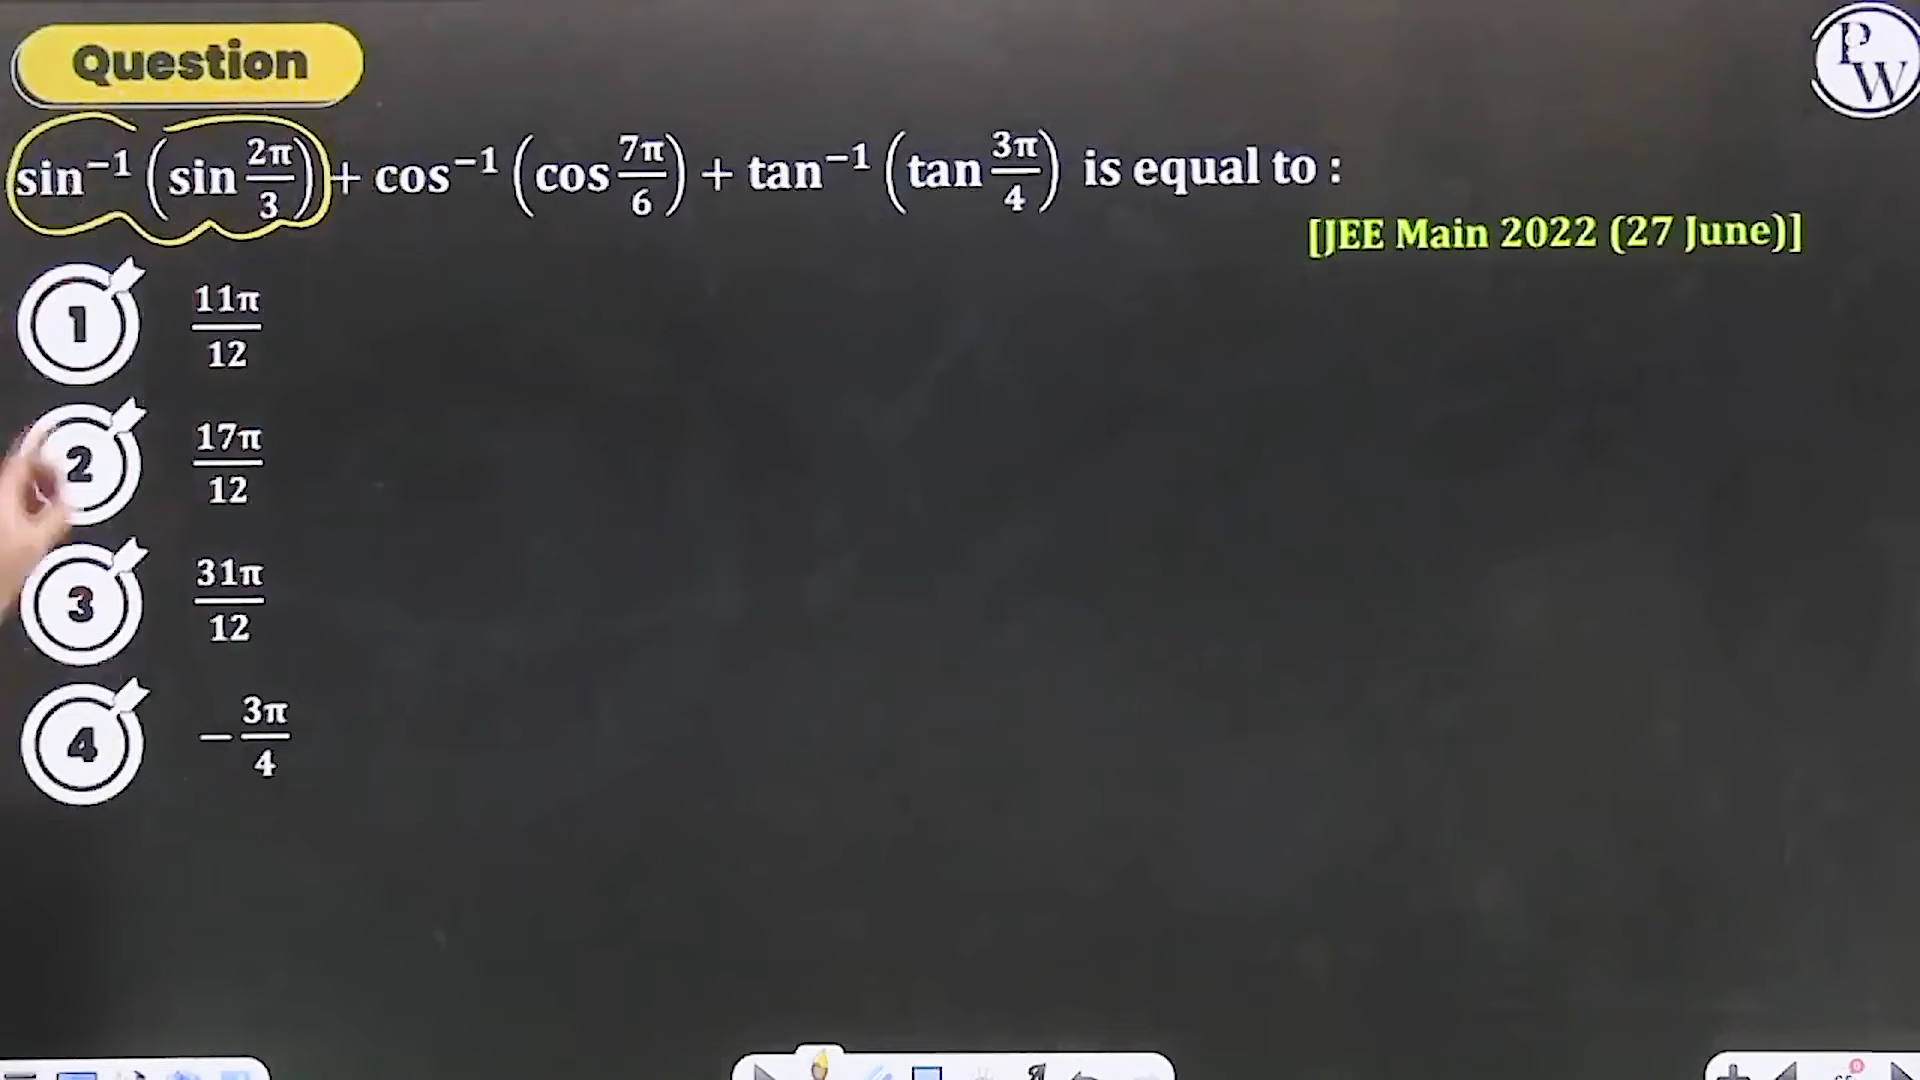 Question
PW
sin⁻¹ (sin 2π/3) + cos⁻¹ (cos 7π/6) + tan⁻¹ (tan 3π/4) is equal to :
[JEE Main 2022 (27 June)]
1 11π/12
2 17π/12
3 31π/12
4 −3π/4